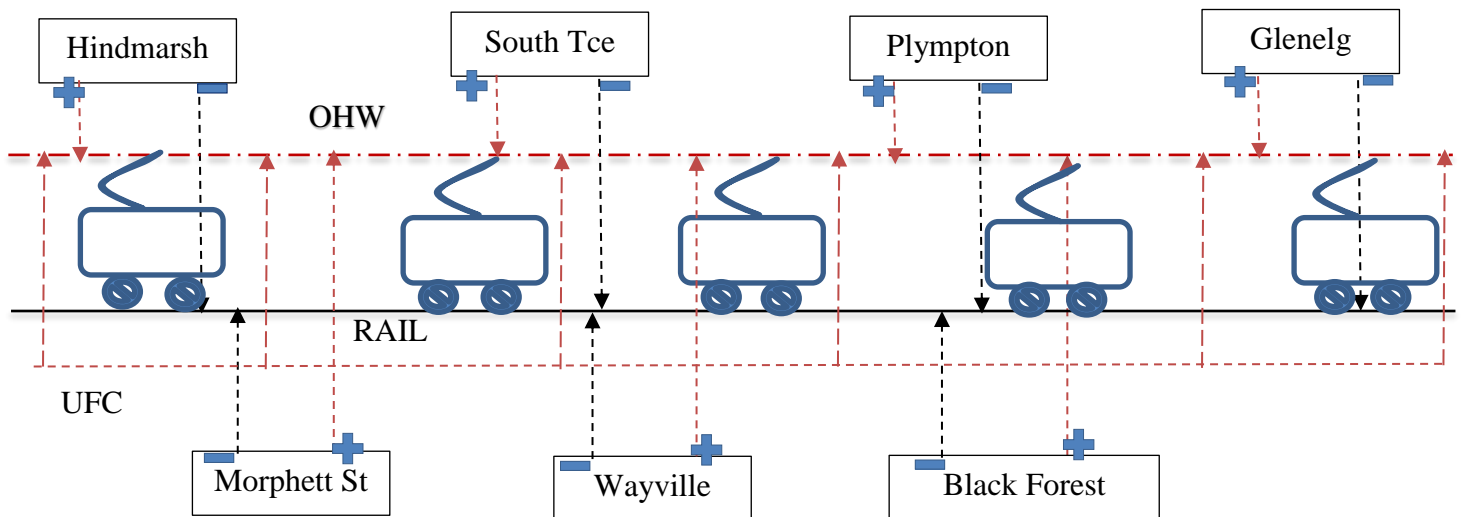 Hindmarsh
South Tce
Plympton
Glenelg
OHW
RAIL
UFC
Morphett St
Wayville
Black Forest